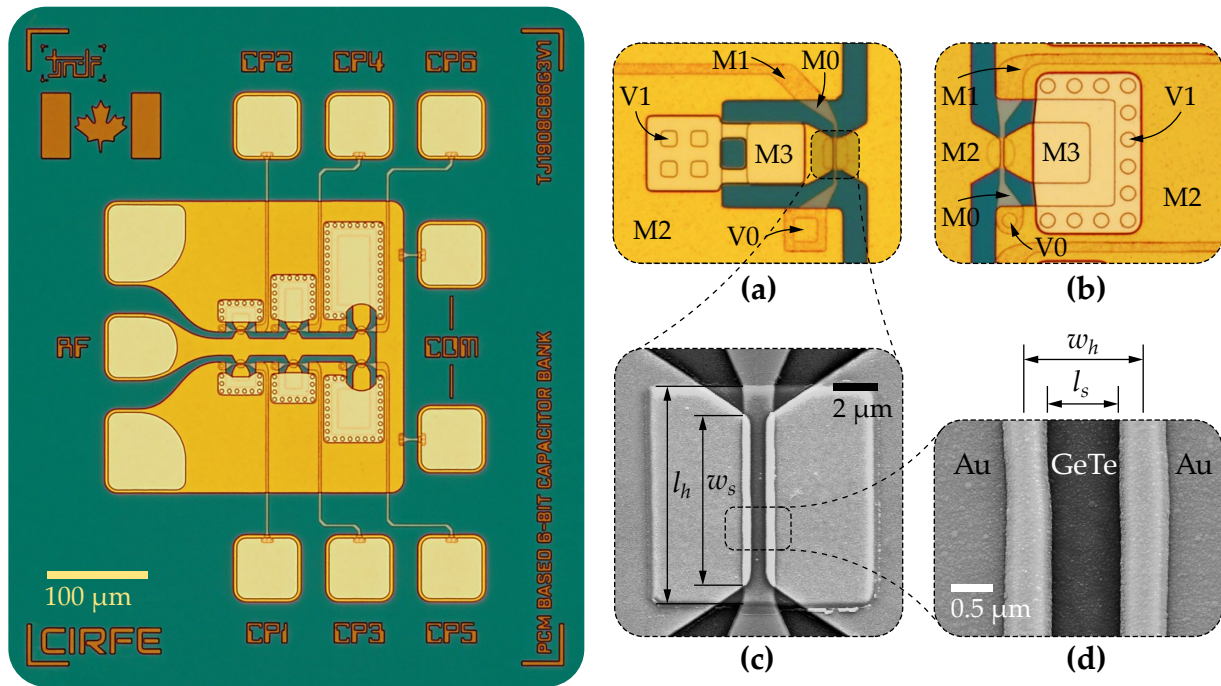 CP2 CP4 CP6
TJ1908CB663V1
RF
COM
PCM BASED 6-BIT CAPACITOR BANK
100 μm
CIRFE
CP1 CP3 CP5
M1
M0
V1
M3
M2
V0
(a)
M1
V1
M2
M3
M0
M2
V0
(b)
2 μm
l_h
w_s
(c)
w_h
l_s
Au
GeTe
Au
0.5 μm
(d)